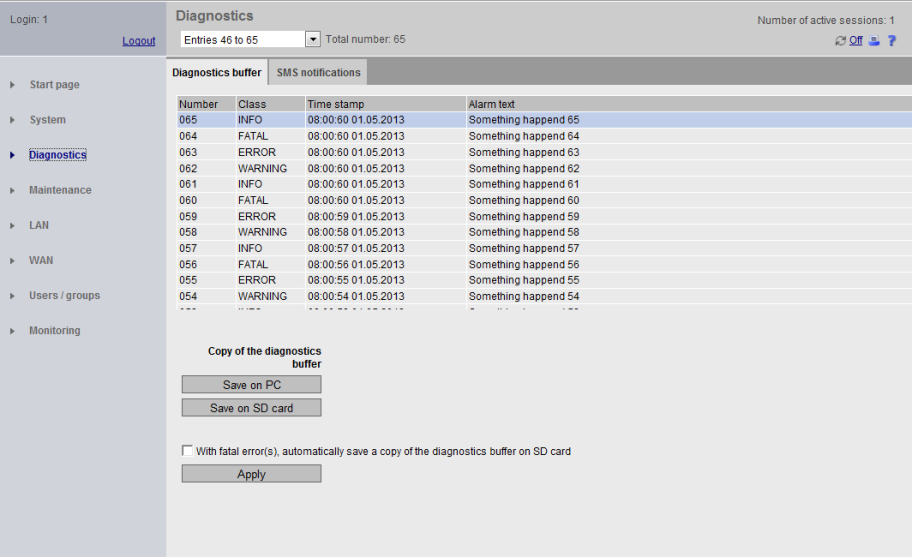 Login: 1
Logout
Diagnostics
Entries 46 to 65 Total number: 65
Number of active sessions: 1
Off ?
Start page
System
Diagnostics
Maintenance
LAN
WAN
Users / groups
Monitoring
Diagnostics buffer SMS notifications
Number Class Time stamp Alarm text
065 INFO 08:00:60 01.05.2013 Something happend 65
064 FATAL 08:00:60 01.05.2013 Something happend 64
063 ERROR 08:00:60 01.05.2013 Something happend 63
062 WARNING 08:00:60 01.05.2013 Something happend 62
061 INFO 08:00:60 01.05.2013 Something happend 61
060 FATAL 08:00:60 01.05.2013 Something happend 60
059 ERROR 08:00:59 01.05.2013 Something happend 59
058 WARNING 08:00:58 01.05.2013 Something happend 58
057 INFO 08:00:57 01.05.2013 Something happend 57
056 FATAL 08:00:56 01.05.2013 Something happend 56
055 ERROR 08:00:55 01.05.2013 Something happend 55
054 WARNING 08:00:54 01.05.2013 Something happend 54
Copy of the diagnostics
buffer
Save on PC
Save on SD card
With fatal error(s), automatically save a copy of the diagnostics buffer on SD card
Apply